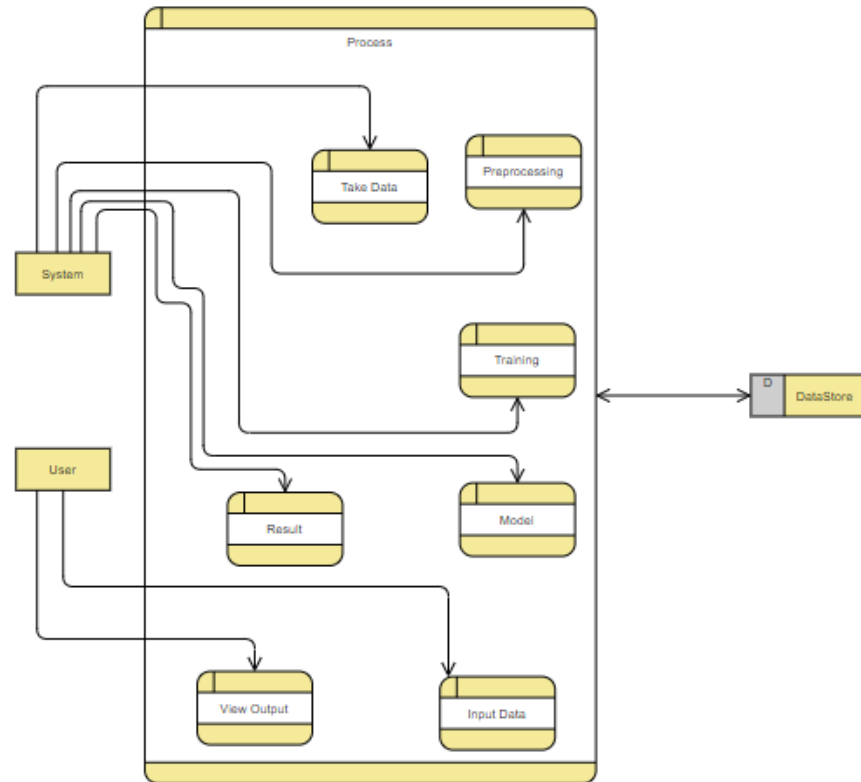 Process
Take Data
Preprocessing
System
Training
D
DataStore
User
Result
Model
View Output
Input Data